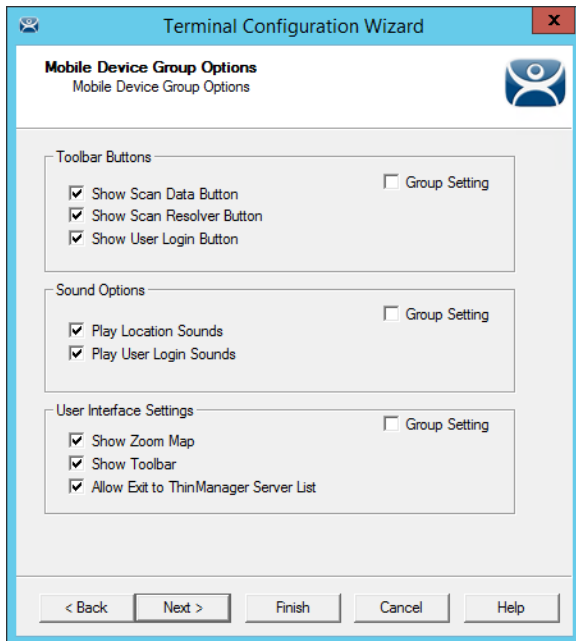 Terminal Configuration Wizard
x
Mobile Device Group Options
Mobile Device Group Options
Toolbar Buttons
Group Setting
Show Scan Data Button
Show Scan Resolver Button
Show User Login Button
Sound Options
Group Setting
Play Location Sounds
Play User Login Sounds
User Interface Settings
Group Setting
Show Zoom Map
Show Toolbar
Allow Exit to ThinManager Server List
< Back Next > Finish Cancel Help